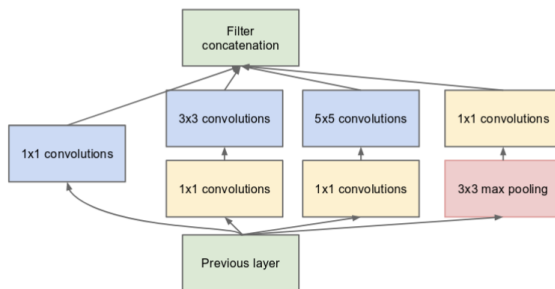 Filter
concatenation
3x3 convolutions
5x5 convolutions
1x1 convolutions
1x1 convolutions
1x1 convolutions
1x1 convolutions
3x3 max pooling
Previous layer